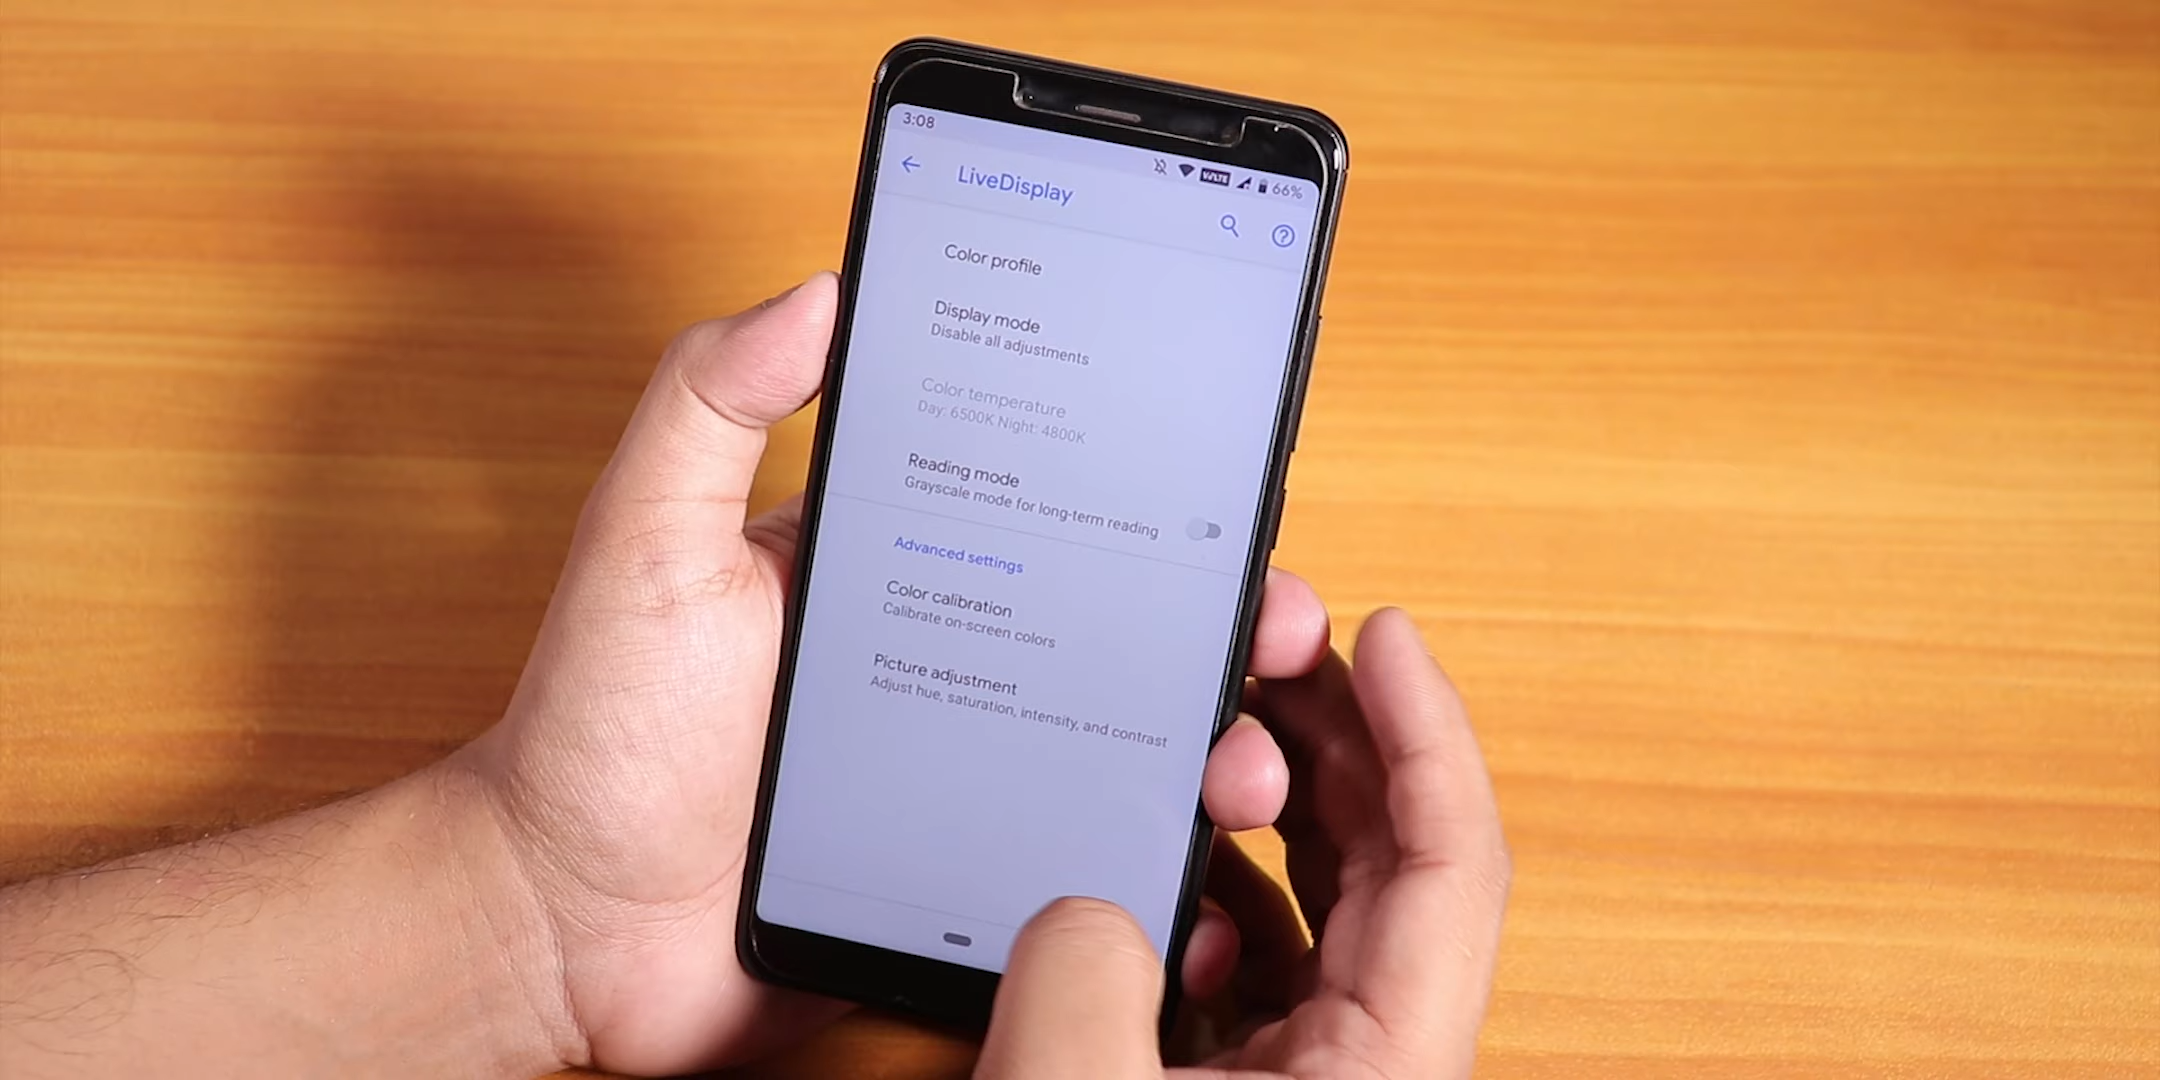 3:08
VoLTE
66%
LiveDisplay
Color profile
Display mode
Disable all adjustments
Color temperature
Day: 6500K Night: 4800K
Reading mode
Grayscale mode for long-term reading
Advanced settings
Color calibration
Calibrate on-screen colors
Picture adjustment
Adjust hue, saturation, intensity, and contrast